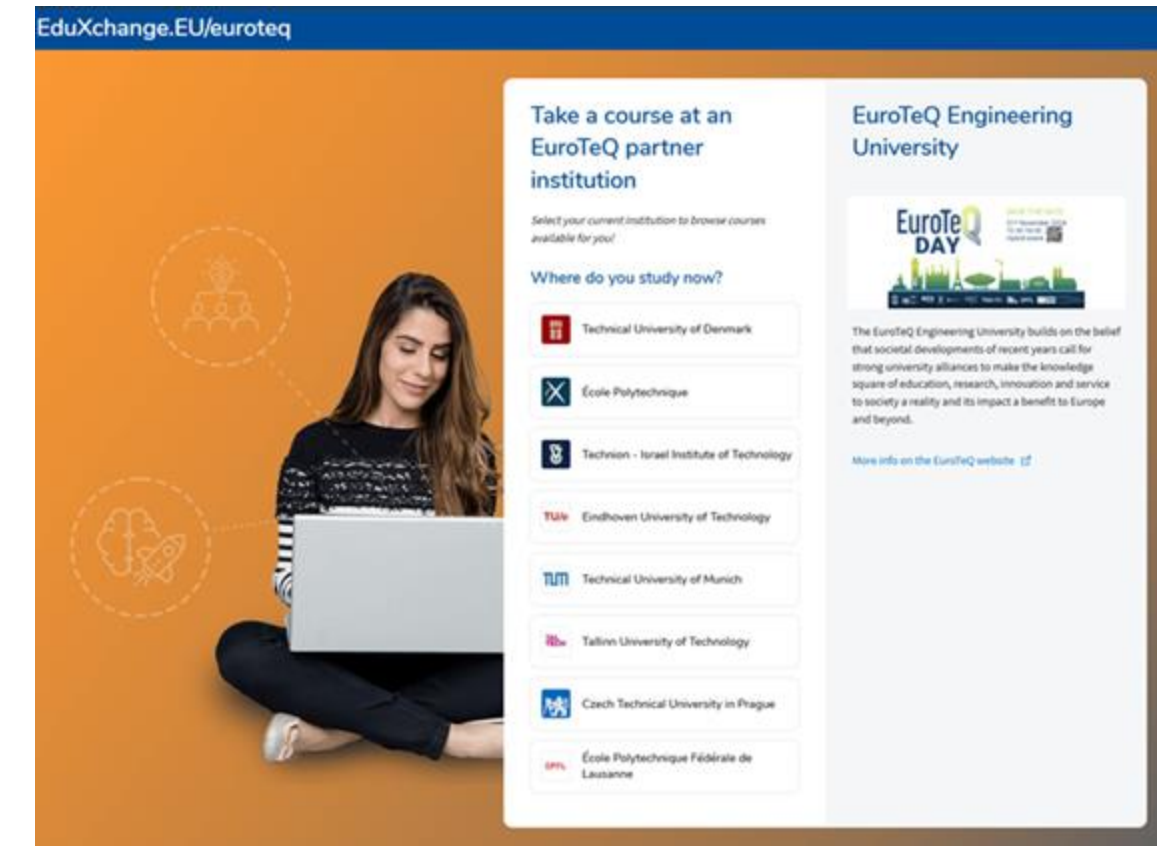 EduXchange.EU/euroteq
Take a course at an
EuroTeQ partner
institution
Select your current institution to browse courses
available for you!
Where do you study now?
Technical University of Denmark
École Polytechnique
Technion - Israel Institute of Technology
TU/e Eindhoven University of Technology
TUM Technical University of Munich
Tallinn University of Technology
Czech Technical University in Prague
EPFL École Polytechnique Fédérale de
Lausanne
EuroTeQ Engineering
University
EuroTeQ
DAY
The EuroTeQ Engineering University builds on the belief
that societal developments of recent years call for
strong university alliances to make the knowledge
square of education, research, innovation and service
to society a reality and its impact a benefit to Europe
and beyond.
More info on the EuroTeQ website